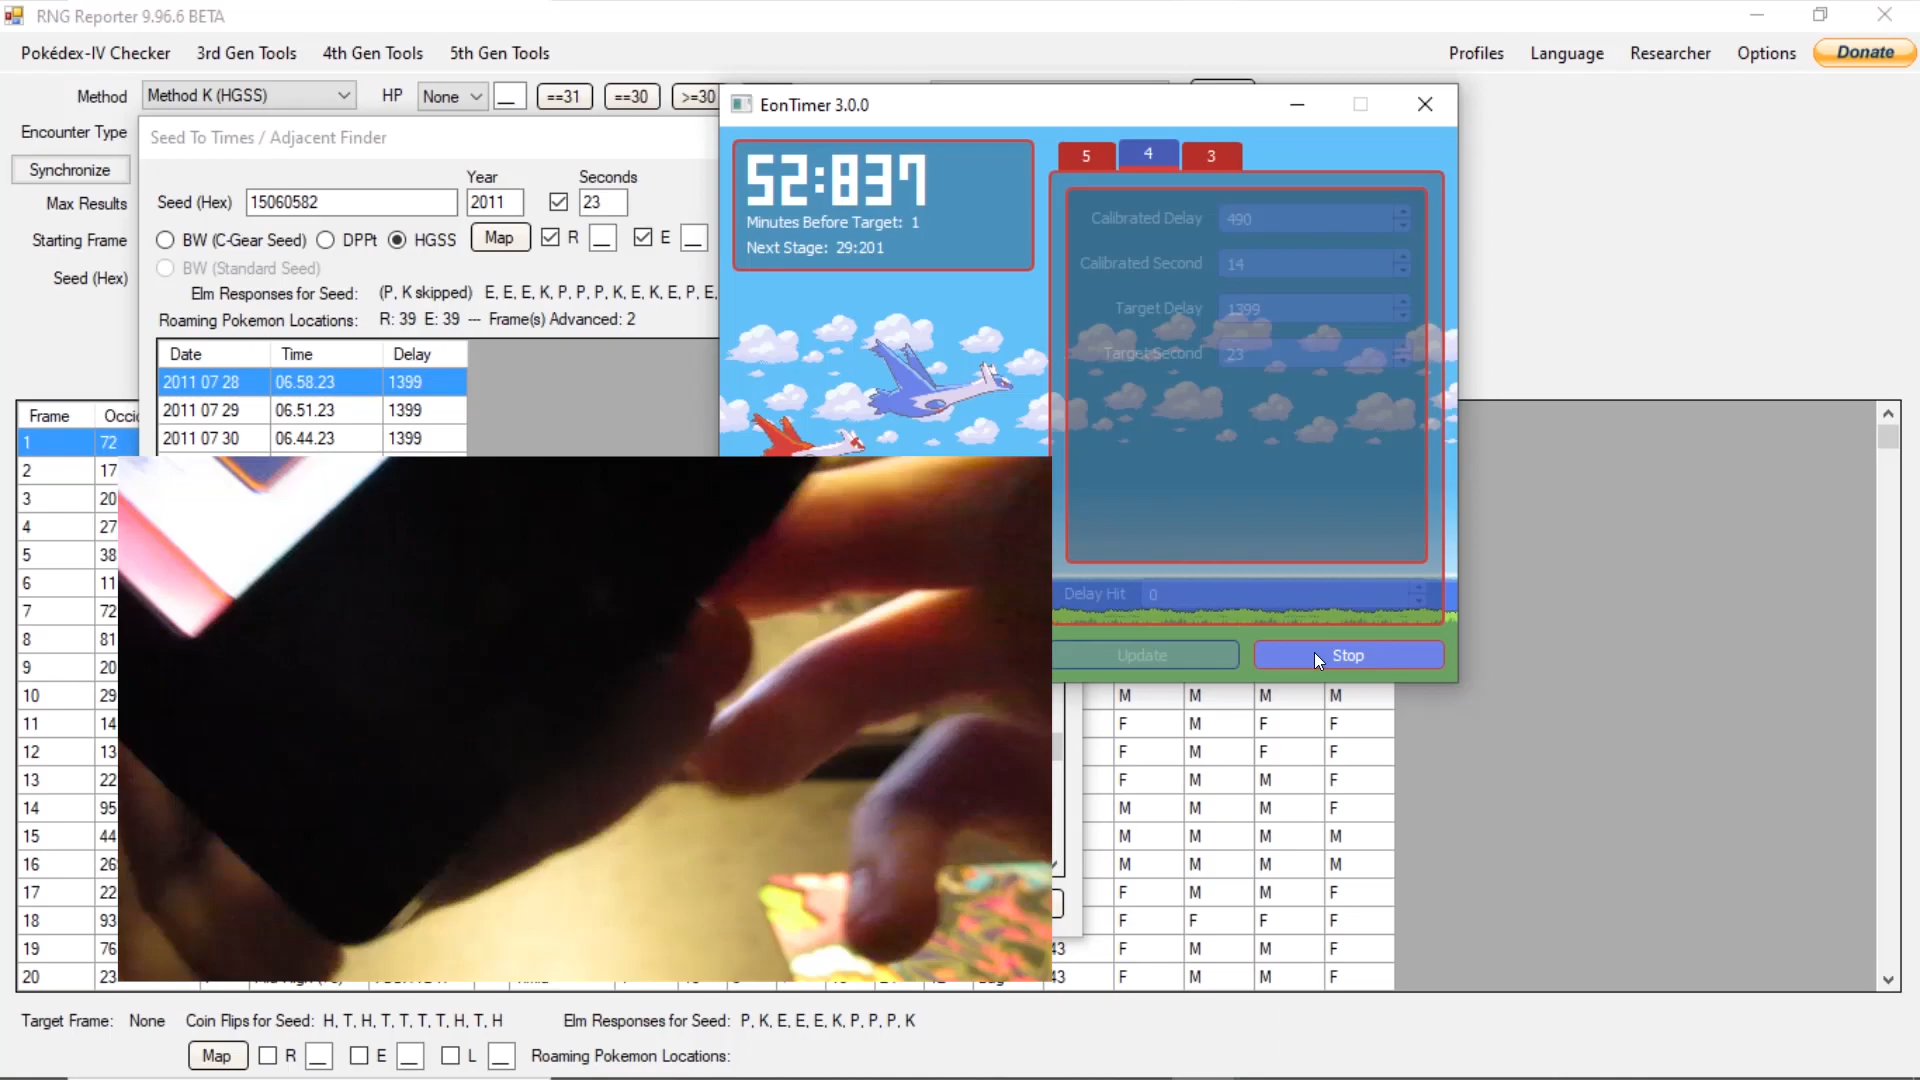 RNG Reporter 9.96.6 BETA
Pokédex-IV Checker 3rd Gen Tools 4th Gen Tools 5th Gen Tools Profiles Language Researcher Options Donate
Method Method K (HGSS) HP None __ ==31 ==30 >=30
Encounter Type
Synchronize
Max Results
Starting Frame
Seed (Hex)
Seed To Times / Adjacent Finder
Year Seconds
Seed (Hex) 15060582 2011 23
BW (C-Gear Seed) DPPt HGSS Map R __ E __
BW (Standard Seed)
Elm Responses for Seed: (P, K skipped) E, E, E, K, P, P, P, K, E, K, E, P, E,
Roaming Pokemon Locations: R: 39 E: 39 --- Frame(s) Advanced: 2
Date Time Delay
2011 07 28 06.58.23 1399
2011 07 29 06.51.23 1399
2011 07 30 06.44.23 1399
EonTimer 3.0.0
52:837
Minutes Before Target: 1
Next Stage: 29:201
5 4 3
Calibrated Delay 490
Calibrated Second 14
Target Delay 1399
Target Second 23
Delay Hit 0
Update Stop
Frame
1 72
2 17
3 20
4 27
5 38
6 11
7 72
8 81
9 20
10 29 M M M M
11 14 F M F F
12 13 F M M F
13 22 F M M F
14 95 M M M F
15 44 M M M M
16 26 M M M M
17 22 F M F F
18 93 F F F F
19 76 43 F M M F
20 23 43 F M M F
Target Frame: None Coin Flips for Seed: H, T, H, T, T, T, T, H, T, H Elm Responses for Seed: P, K, E, E, E, K, P, P, P, K
Map R __ E __ L __ Roaming Pokemon Locations: